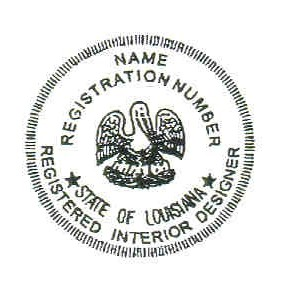 NAME
REGISTRATION NUMBER
STATE OF LOUISIANA
REGISTERED INTERIOR DESIGNER